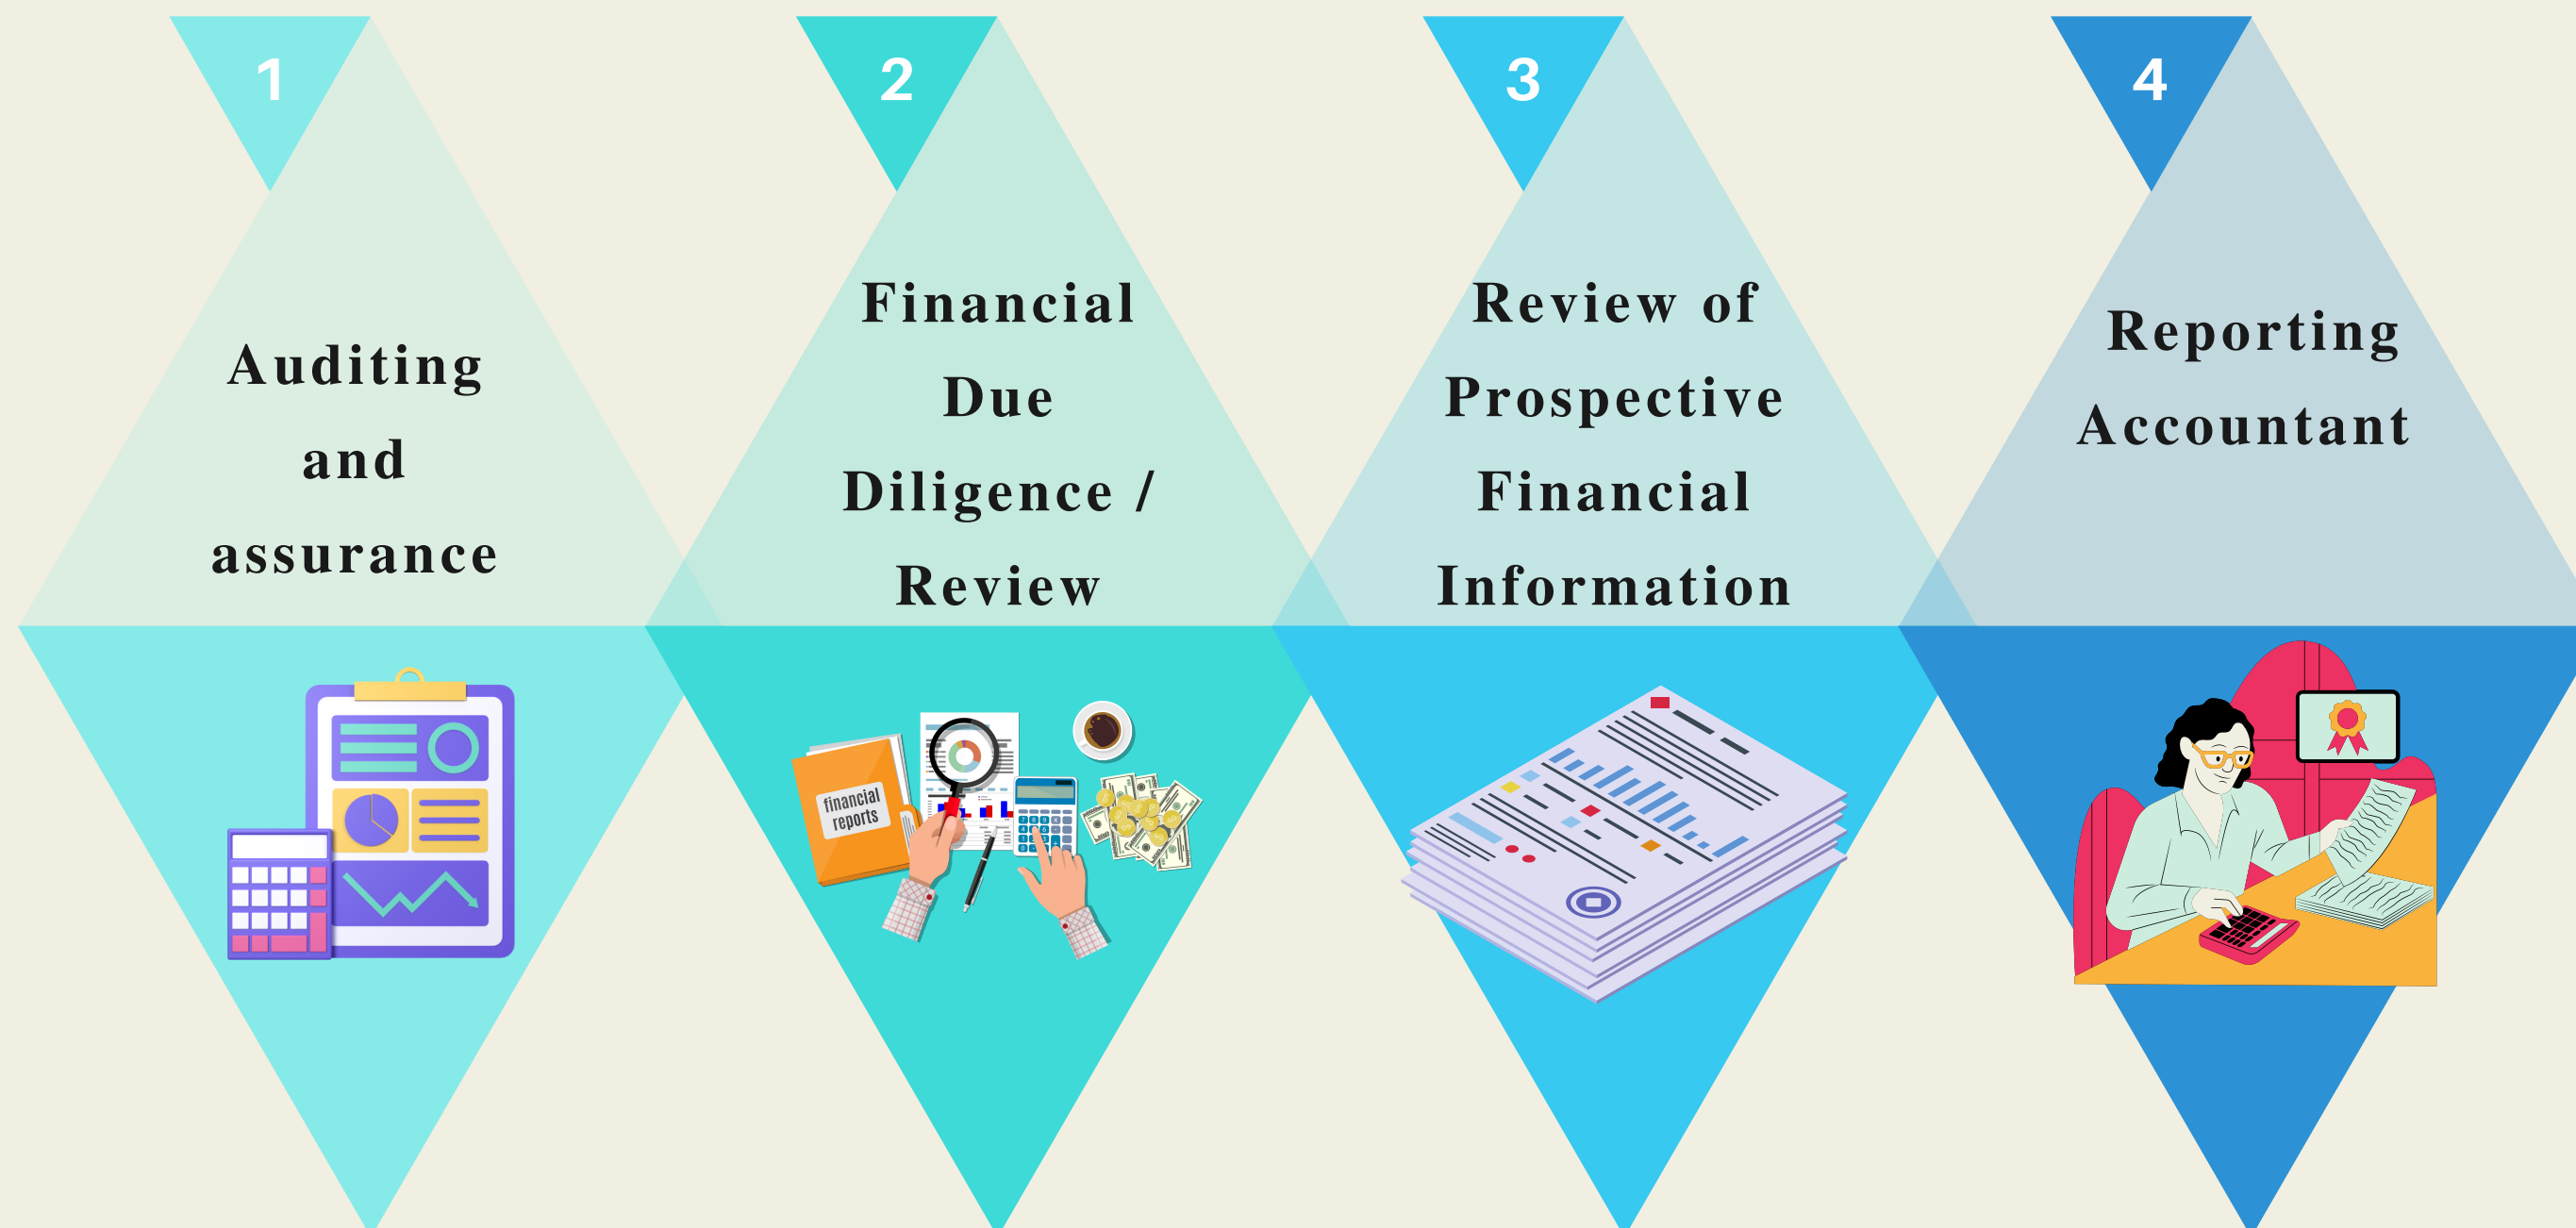 1
Auditing
and
assurance
2
Financial
Due
Diligence /
Review
financial
reports
3
Review of
Prospective
Financial
Information
4
Reporting
Accountant